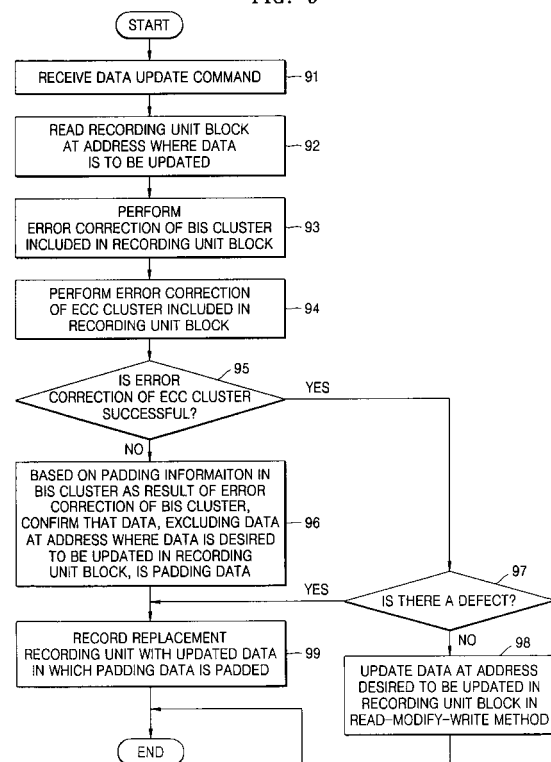 START
RECEIVE DATA UPDATE COMMAND
91
READ RECORDING UNIT BLOCK
AT ADDRESS WHERE DATA
IS TO BE UPDATED
92
PERFORM
ERROR CORRECTION OF BIS CLUSTER
INCLUDED IN RECORDING UNIT BLOCK
93
PERFORM ERROR CORRECTION
OF ECC CLUSTER INCLUDED IN
RECORDING UNIT BLOCK
94
95
IS ERROR
CORRECTION OF ECC CLUSTER
SUCCESSFUL?
YES
NO
BASED ON PADDING INFORMAITON IN
BIS CLUSTER AS RESULT OF ERROR
CORRECTION OF BIS CLUSTER,
CONFIRM THAT DATA, EXCLUDING DATA
AT ADDRESS WHERE DATA IS DESIRED
TO BE UPDATED IN RECORDING
UNIT BLOCK, IS PADDING DATA
96
97
IS THERE A DEFECT?
YES
NO
98
RECORD REPLACEMENT
RECORDING UNIT WITH UPDATED DATA
IN WHICH PADDING DATA IS PADDED
99
UPDATE DATA AT ADDRESS
DESIRED TO BE UPDATED IN
RECORDING UNIT BLOCK IN
READ-MODIFY-WRITE METHOD
END